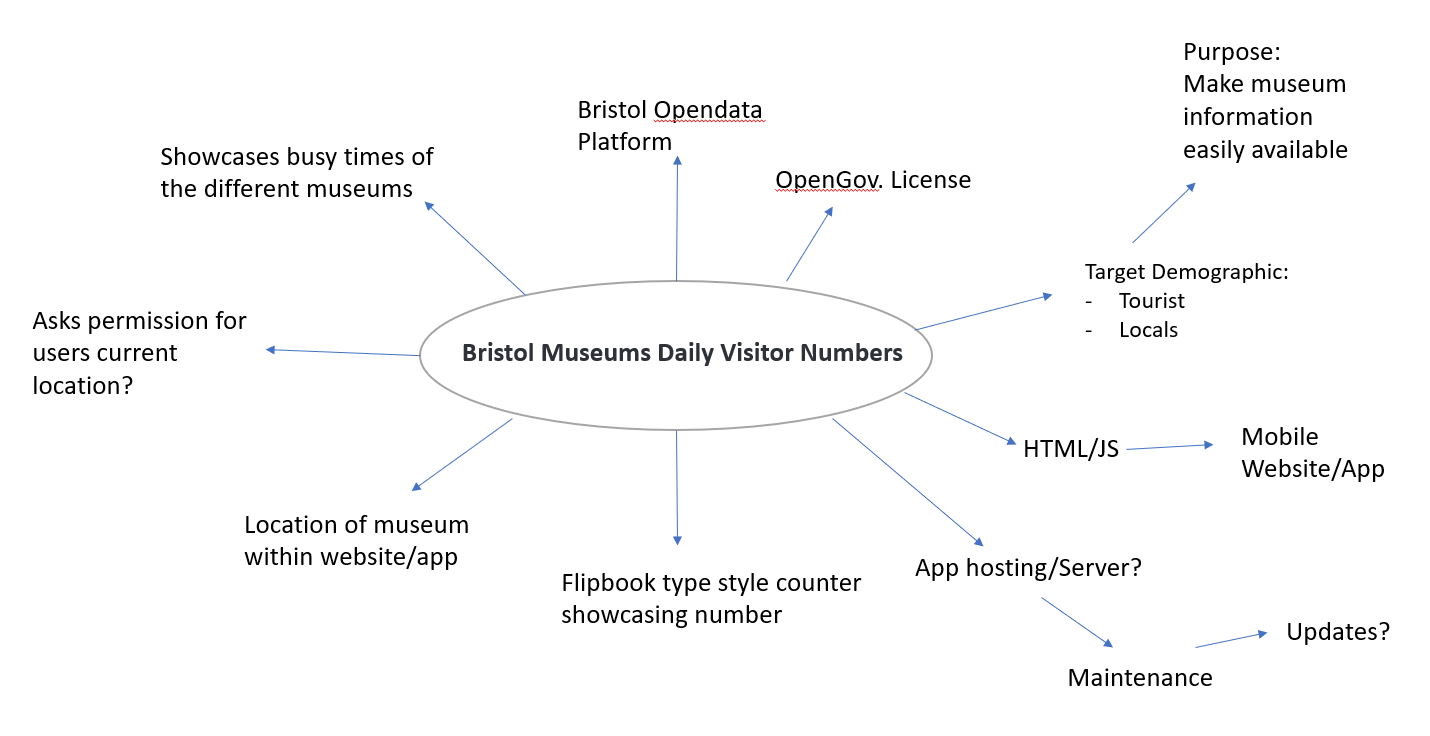 Purpose:
Make museum
information
easily available
Bristol Opendata
Platform
Showcases busy times of
the different museums
OpenGov. License
Target Demographic:
- Tourist
- Locals
Asks permission for
users current
location?
Bristol Museums Daily Visitor Numbers
HTML/JS
Mobile
Website/App
Location of museum
within website/app
Flipbook type style counter
showcasing number
App hosting/Server?
Maintenance
Updates?